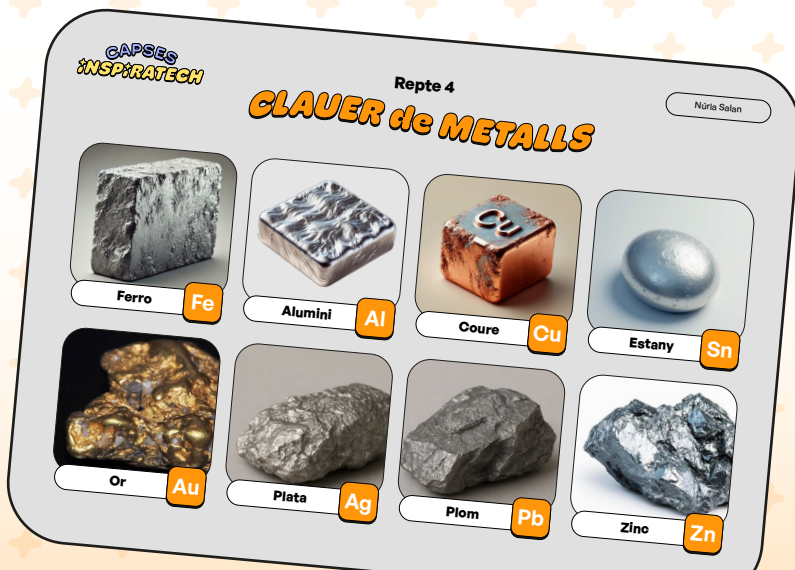 CAPSES
INSPIRATECH
Repte 4
CLAUER de METALLS
Núria Salan
Cu
Ferro Fe
Alumini Al
Coure Cu
Estany Sn
Or Au
Plata Ag
Plom Pb
Zinc Zn